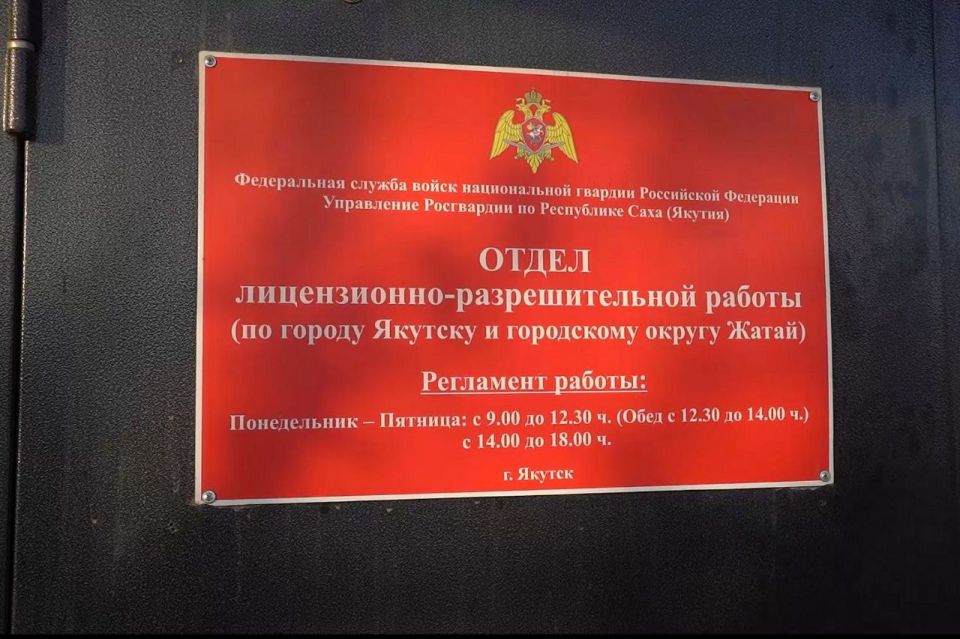 Федеральная служба войск национальной гвардии Российской Федерации
Управление Росгвардии по Республике Саха (Якутия)
ОТДЕЛ
лицензионно-разрешительной работы
(по городу Якутску и городскому округу Жатай)
Регламент работы:
Понедельник – Пятница: с 9.00 до 12.30 ч. (Обед с 12.30 до 14.00 ч.)
с 14.00 до 18.00 ч.
г. Якутск